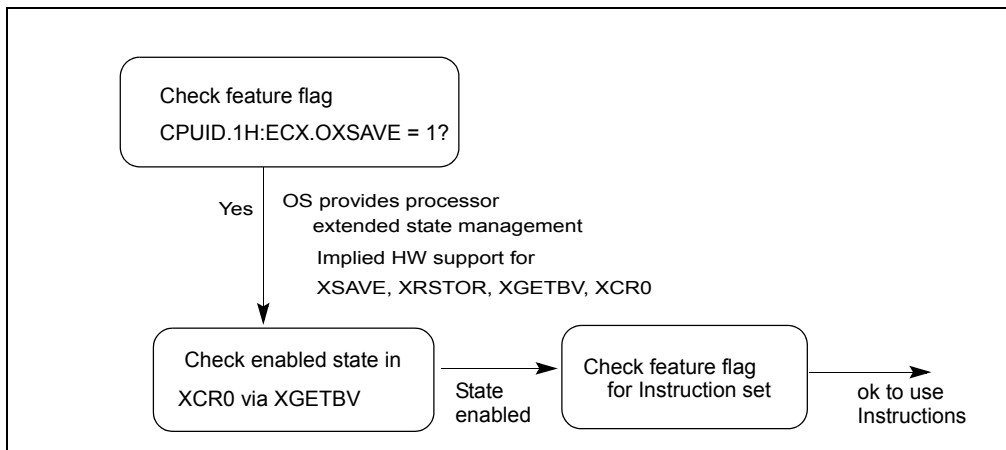 Check feature flag
CPUID.1H:ECX.OXSAVE = 1?
Yes
OS provides processor
extended state management
Implied HW support for
XSAVE, XRSTOR, XGETBV, XCR0
Check enabled state in
XCR0 via XGETBV
State
enabled
Check feature flag
for Instruction set
ok to use
Instructions